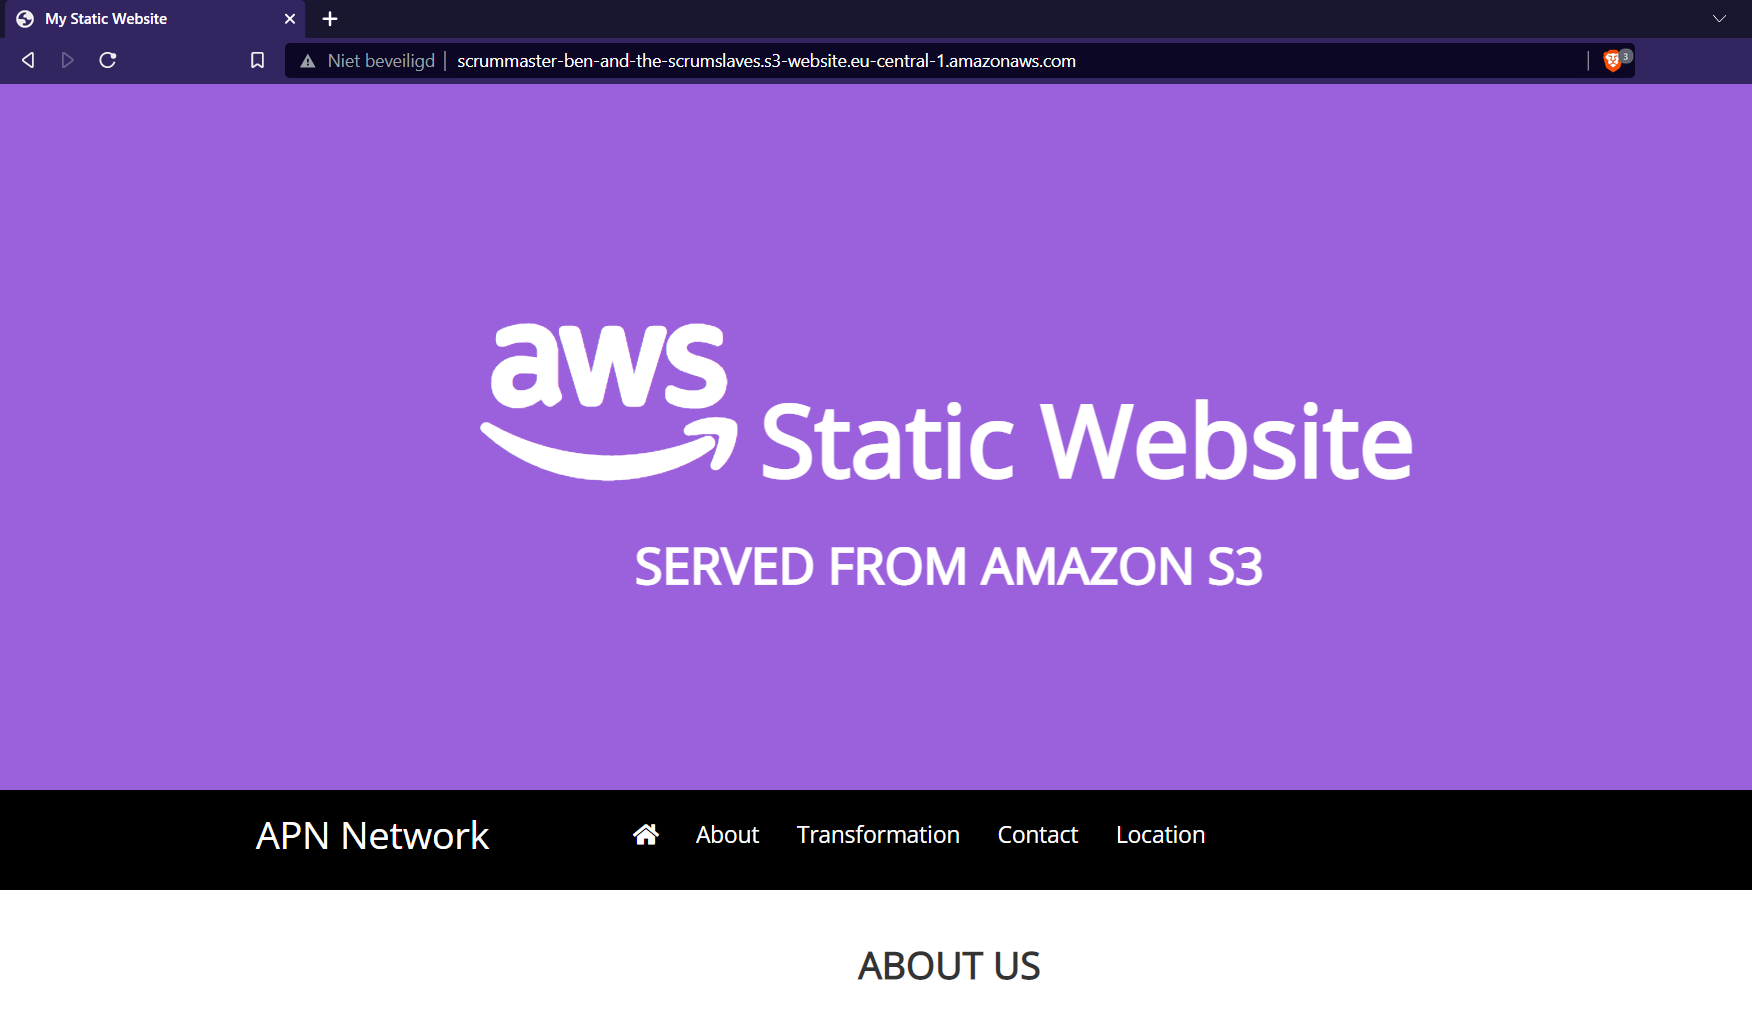 My Static Website
Niet beveiligd | scrummaster-ben-and-the-scrumslaves.s3-website.eu-central-1.amazonaws.com
3
aws Static Website
SERVED FROM AMAZON S3
APN Network About Transformation Contact Location
ABOUT US